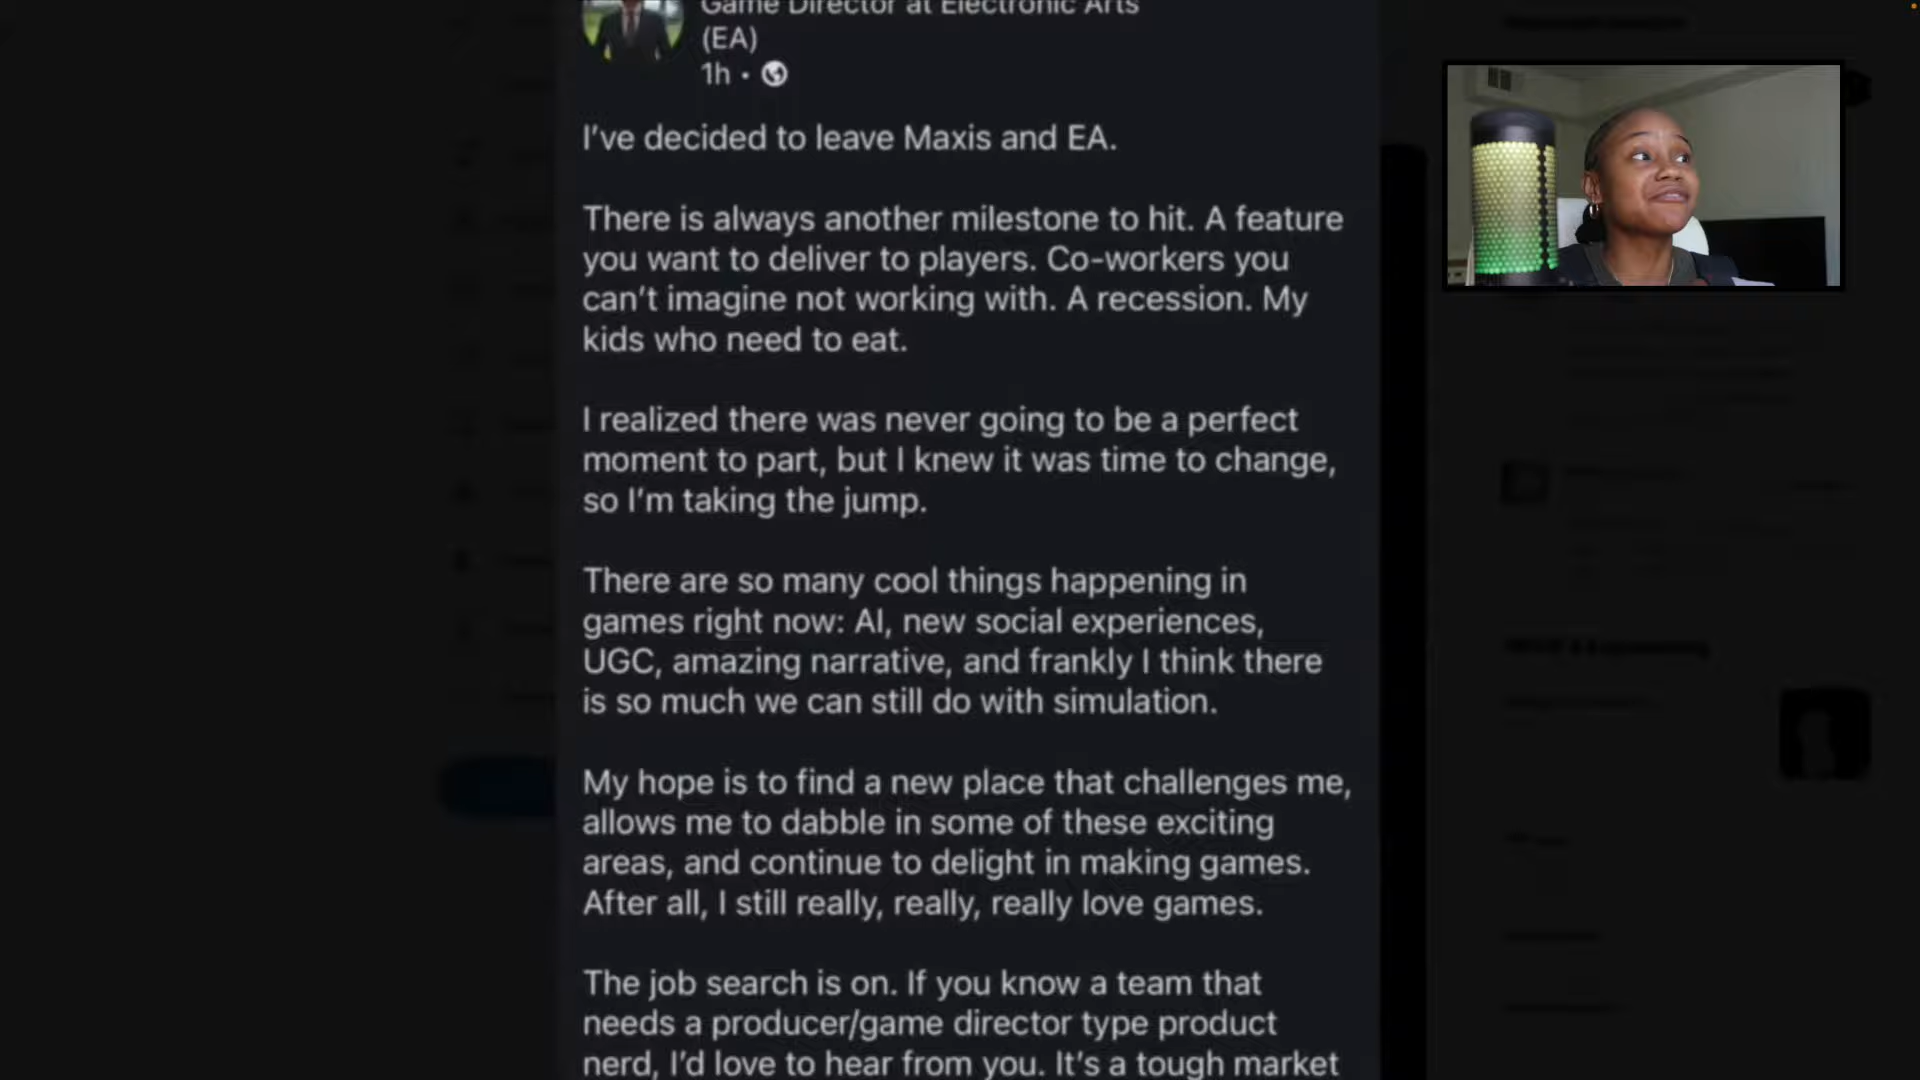 Game Director at Electronic Arts
(EA)
1h •
I've decided to leave Maxis and EA.
There is always another milestone to hit. A feature
you want to deliver to players. Co-workers you
can't imagine not working with. A recession. My
kids who need to eat.
I realized there was never going to be a perfect
moment to part, but I knew it was time to change,
so I'm taking the jump.
There are so many cool things happening in
games right now: AI, new social experiences,
UGC, amazing narrative, and frankly I think there
is so much we can still do with simulation.
My hope is to find a new place that challenges me,
allows me to dabble in some of these exciting
areas, and continue to delight in making games.
After all, I still really, really, really love games.
The job search is on. If you know a team that
needs a producer/game director type product
nerd, I'd love to hear from you. It's a tough market